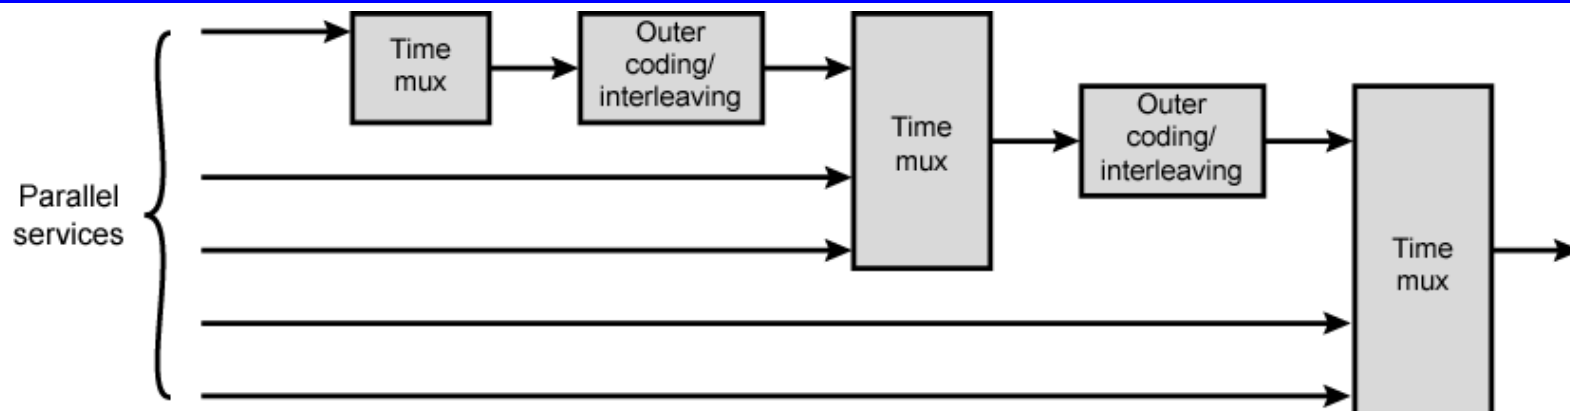 Time
mux
Outer
coding/
interleaving
Time
mux
Outer
coding/
interleaving
Parallel
services
Time
mux